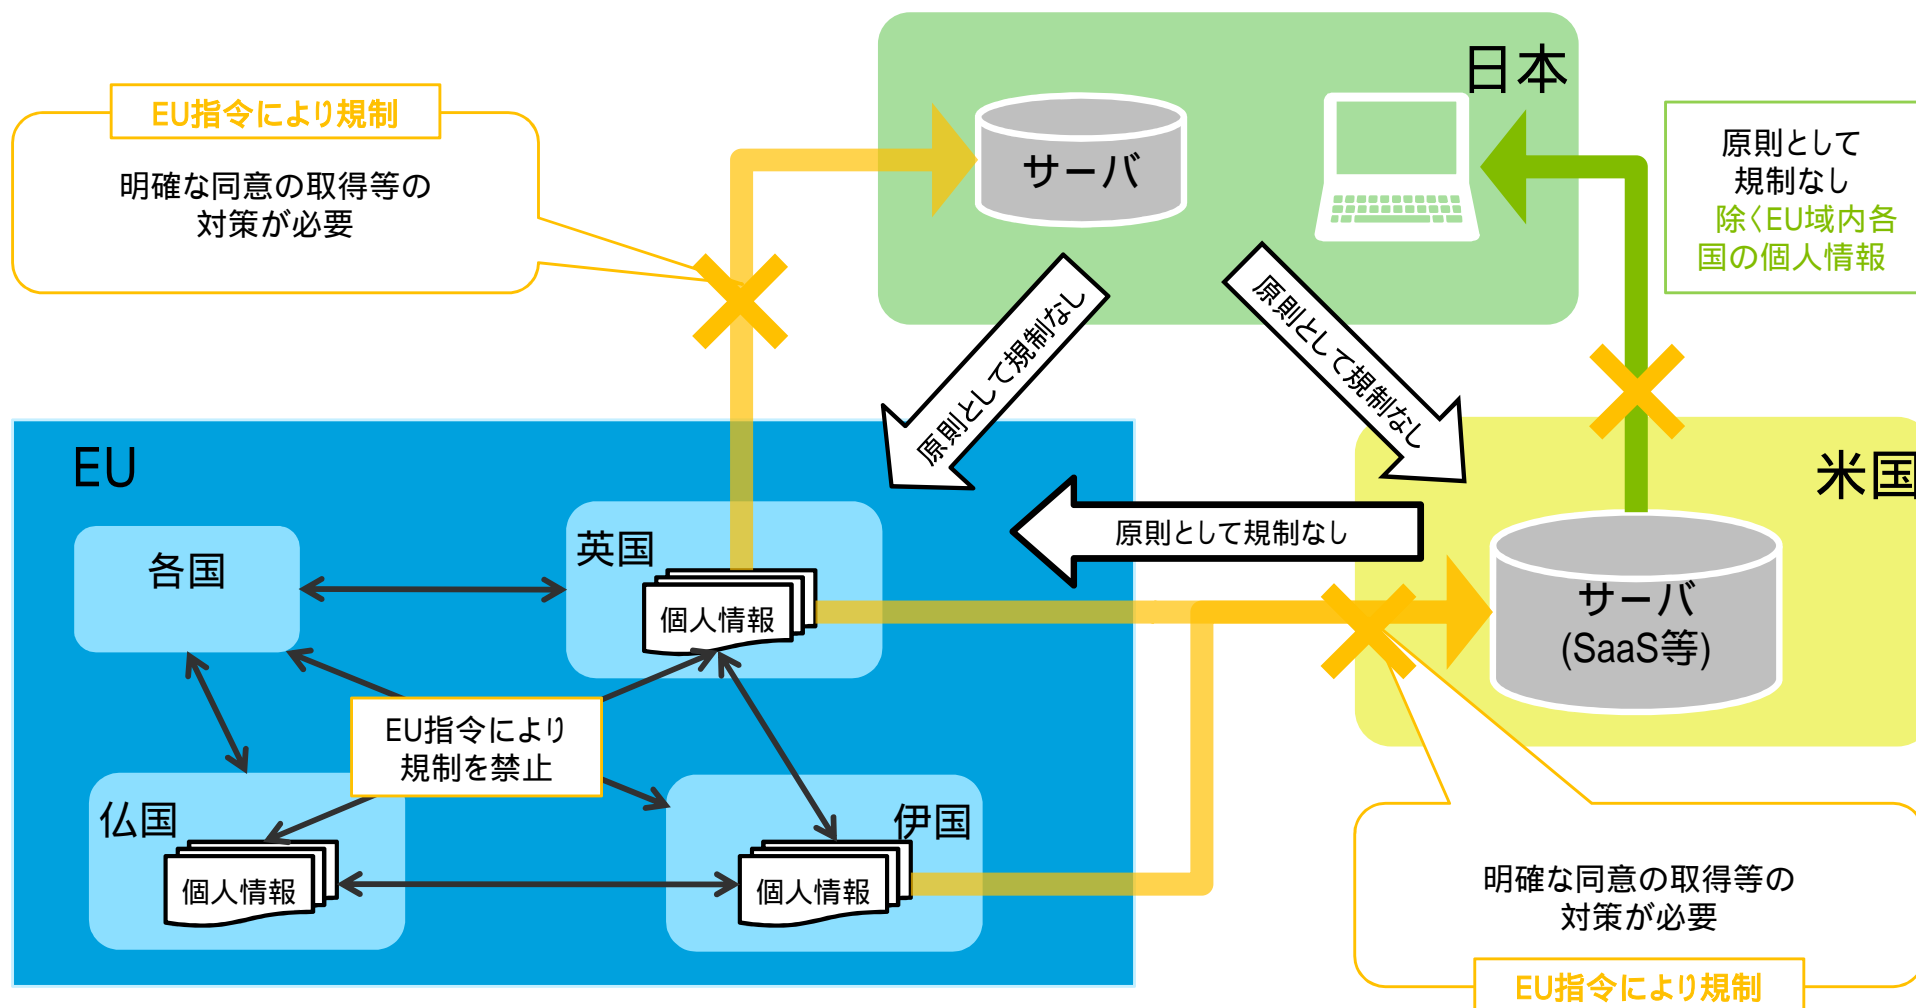 日本
EU指令により規制
明確な同意の取得等の
対策が必要
サーバ
原則として
規制なし
除くEU域内各
国の個人情報
原則として規制なし
原則として規制なし
EU
米国
英国
各国
原則として規制なし
個人情報
サーバ
(SaaS等)
EU指令により
規制を禁止
仏国
伊国
個人情報
個人情報
明確な同意の取得等の
対策が必要
EU指令により規制